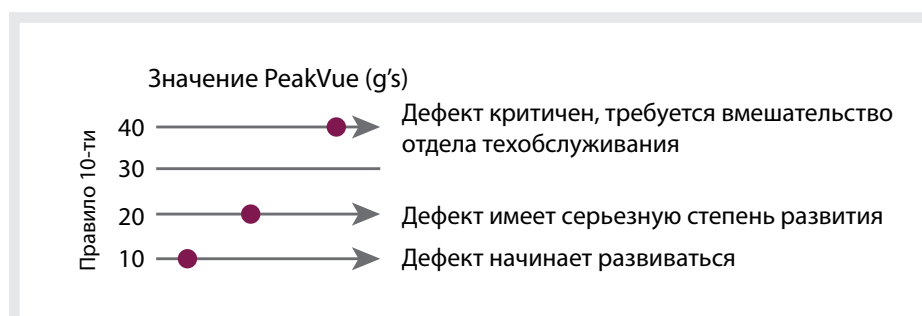 Значение PeakVue (g’s)
Правило 10-ти
40
Дефект критичен, требуется вмешательство
отдела техобслуживания
30
20
Дефект имеет серьезную степень развития
10
Дефект начинает развиваться